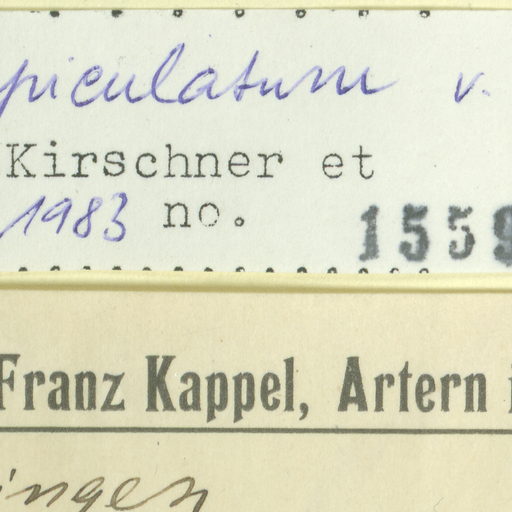 piculatum v.
Kirschner et
1983 no. 1559
Franz Kappel, Artern i
ingen